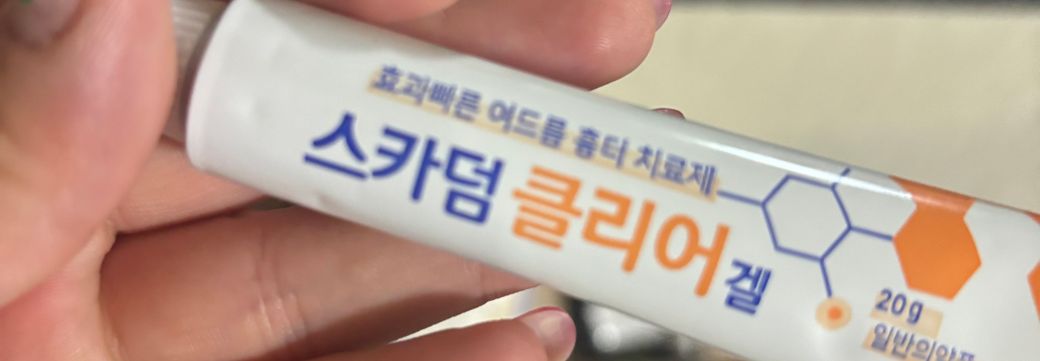 효과빠른 여드름 흉터 치료제
스카덤 클리어겔
20g
일반의약품